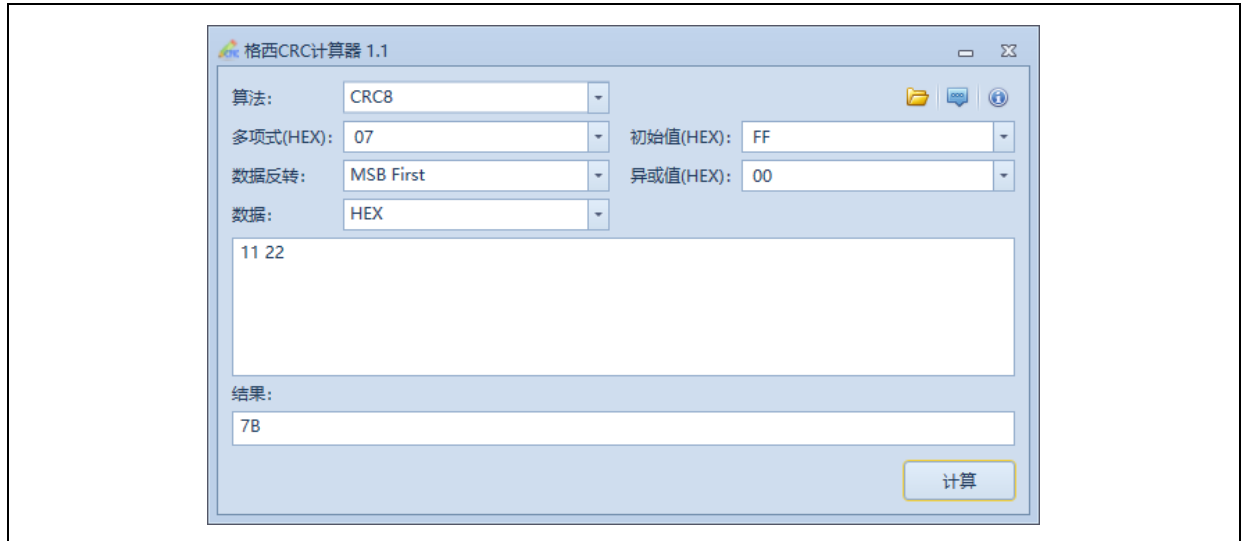 格西CRC计算器 1.1
算法: CRC8
多项式(HEX): 07 初始值(HEX): FF
数据反转: MSB First 异或值(HEX): 00
数据: HEX
11 22
结果:
7B
计算